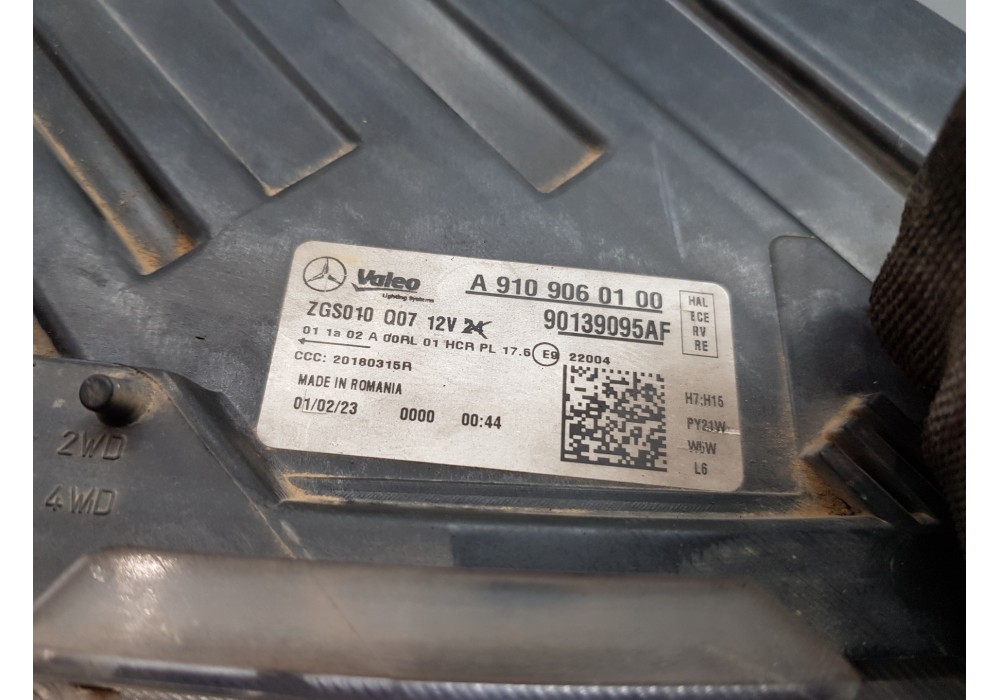 Valeo A 910 906 01 00
Lighting Systems
ZGS010 Q07 12V 24 90139095AF
HAL
ECE
RV
RE
01 1a 02 A doRL 01 HCR PL 17.5 E9 22004
CCC: 20180315R
MADE IN ROMANIA
01/02/23 0000 00:44
H7;H15
PY21W
W5W
L6
2WD
4WD